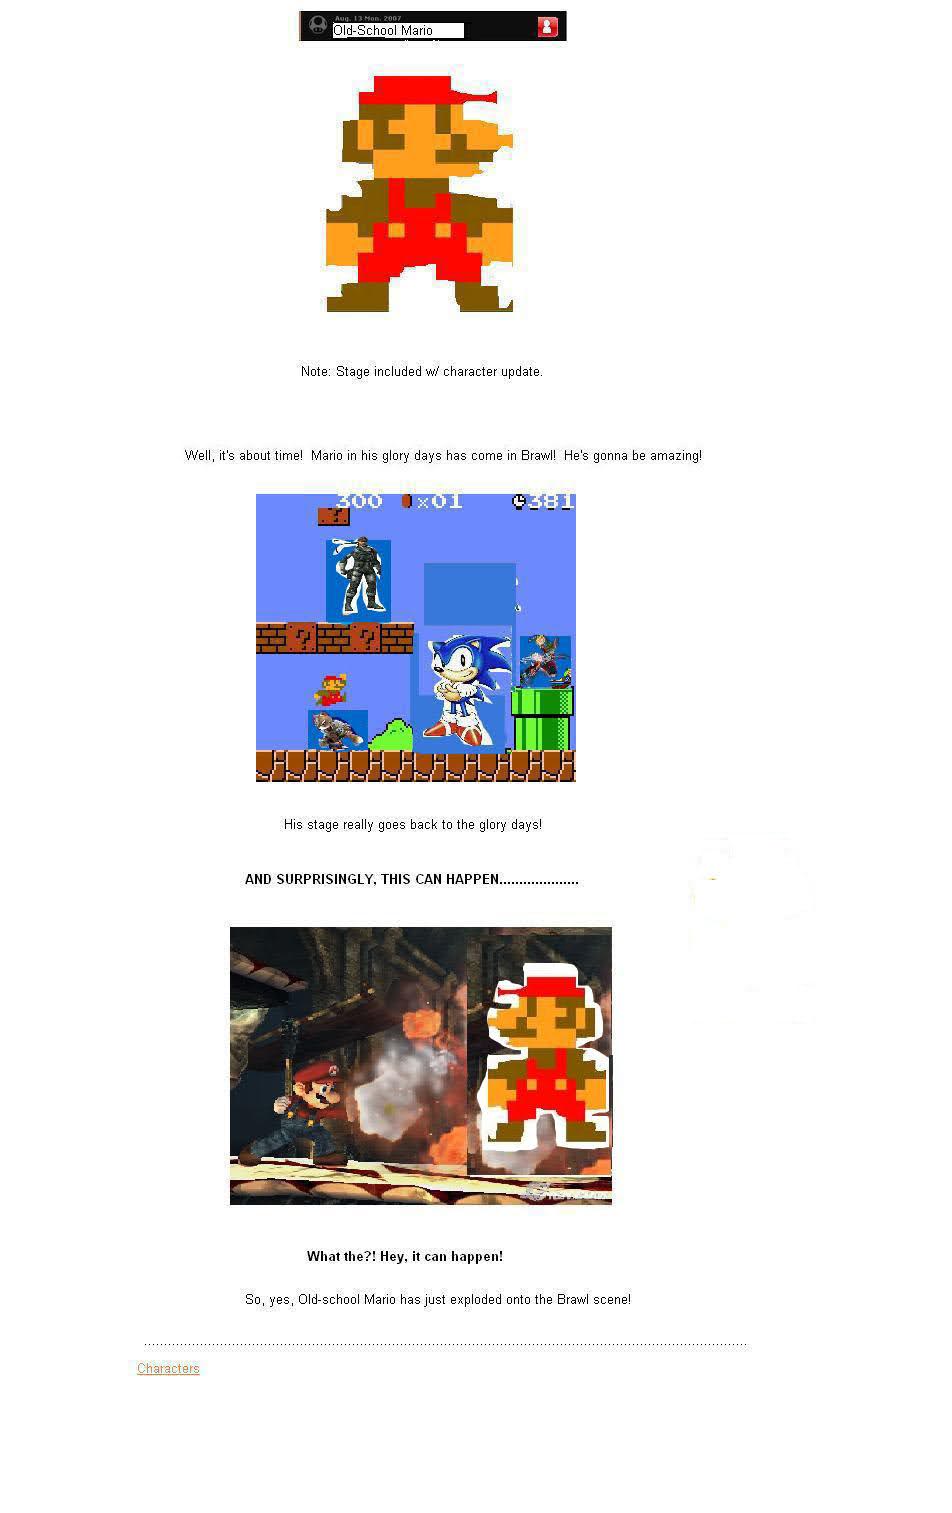 Aug. 13 Mon. 2007
Old-School Mario
Note: Stage included w/ character update.
Well, it's about time!  Mario in his glory days has come in Brawl!  He's gonna be amazing!
300 x01 381
? 
? ?
His stage really goes back to the glory days!
AND SURPRISINGLY, THIS CAN HAPPEN....................
What the?! Hey, it can happen!
So, yes, Old-school Mario has just exploded onto the Brawl scene!
Characters